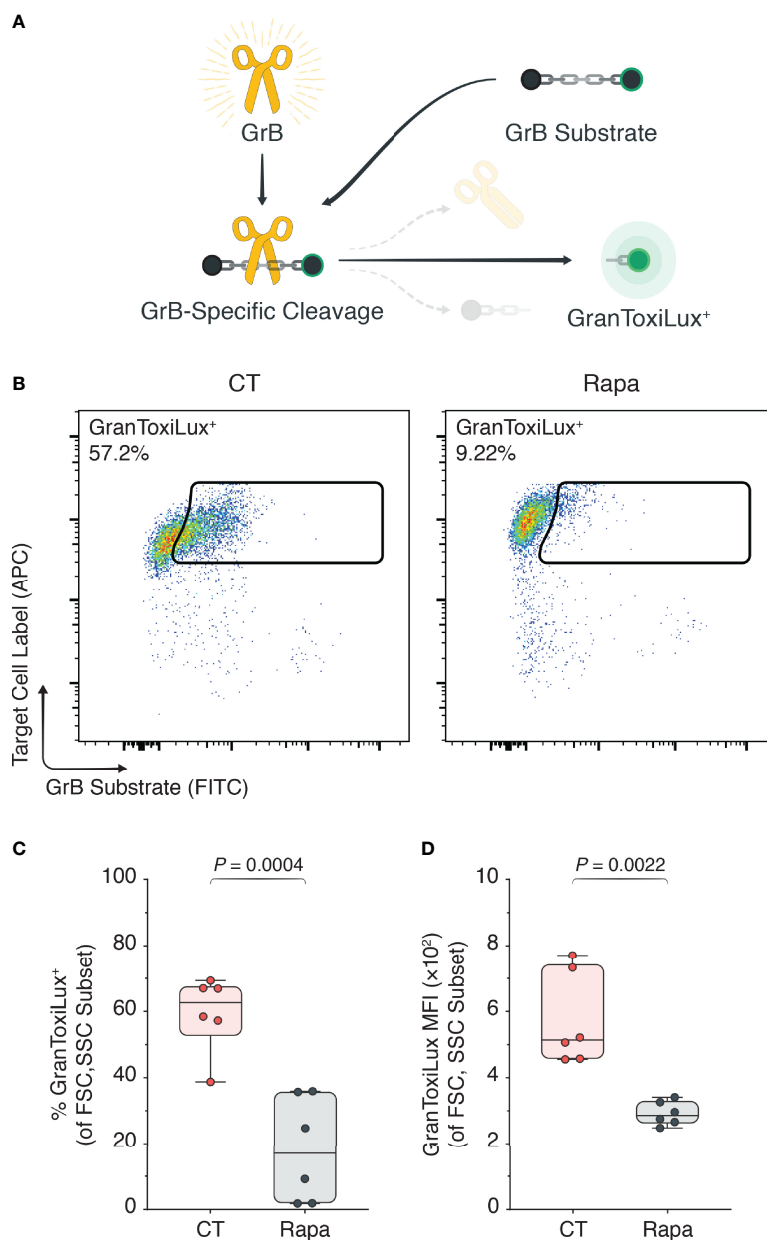 A
GrB
GrB Substrate
GrB-Specific Cleavage
GranToxiLux⁺
B
CT
Rapa
GranToxiLux⁺
57.2%
GranToxiLux⁺
9.22%
Target Cell Label (APC)
GrB Substrate (FITC)
C
P = 0.0004
% GranToxiLux⁺
(of FSC,SSC Subset)
100
80
60
40
20
0
CT
Rapa
D
P = 0.0022
GranToxiLux MFI (×10²)
(of FSC, SSC Subset)
10
8
6
4
2
0
CT
Rapa